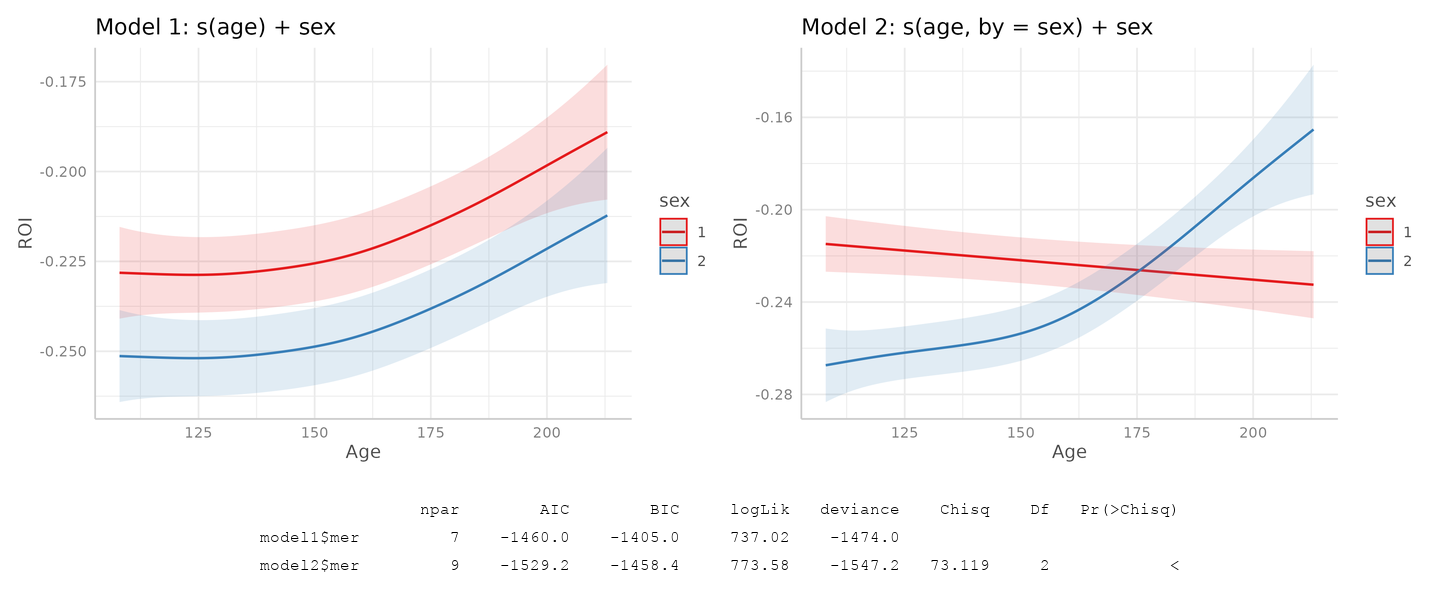 Model 1: s(age) + sex
-0.175
-0.200
-0.225
-0.250
ROI
125 150 175 200
Age
sex
1
2
Model 2: s(age, by = sex) + sex
-0.16
-0.20
-0.24
-0.28
ROI
125 150 175 200
Age
sex
1
2
npar AIC BIC logLik deviance Chisq Df Pr(>Chisq)
model1$mer 7 -1460.0 -1405.0 737.02 -1474.0
model2$mer 9 -1529.2 -1458.4 773.58 -1547.2 73.119 2 <